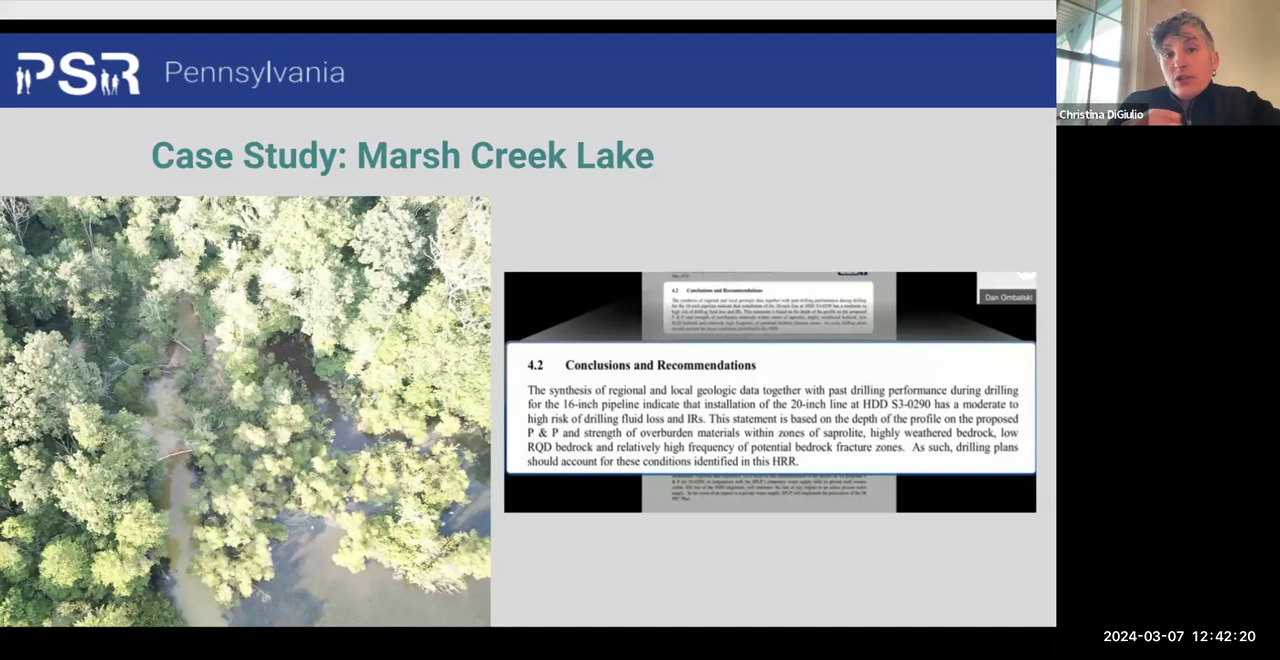 PSR Pennsylvania
Christina DiGiulio
Case Study: Marsh Creek Lake
Dan Ombalski
4.2 Conclusions and Recommendations
4.2 Conclusions and Recommendations
The synthesis of regional and local geologic data together with past drilling performance during drilling
for the 16-inch pipeline indicate that installation of the 20-inch line at HDD S3-0290 has a moderate to
high risk of drilling fluid loss and IRs. This statement is based on the depth of the profile on the proposed
P & P and strength of overburden materials within zones of saprolite, highly weathered bedrock, low
RQD bedrock and relatively high frequency of potential bedrock fracture zones. As such, drilling plans
should account for these conditions identified in this HRR.
2024-03-07 12:42:20